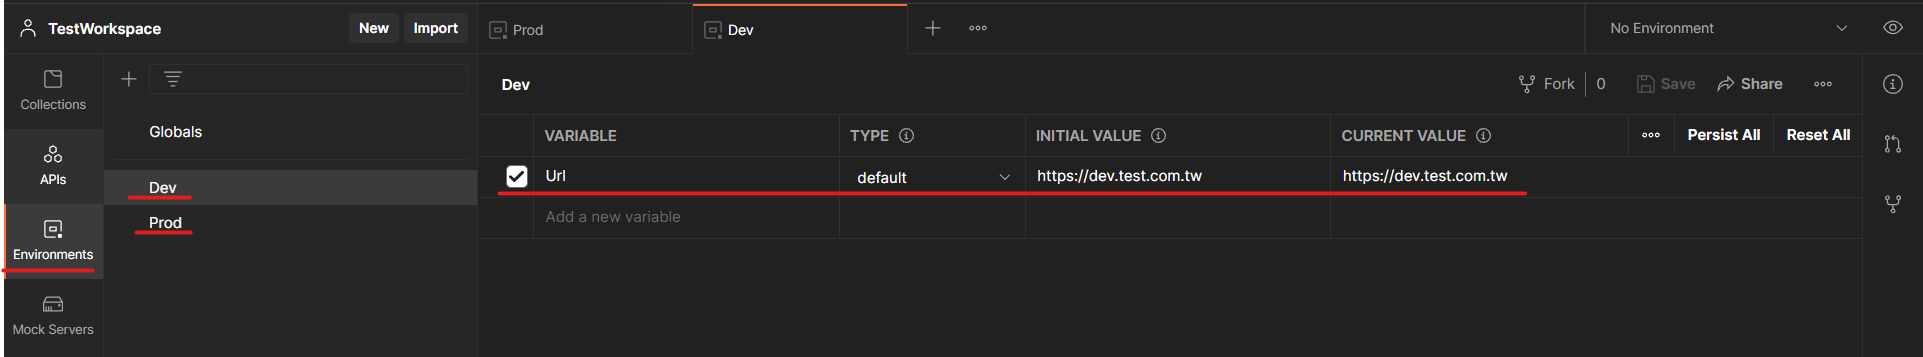 TestWorkspace New Import Prod Dev No Environment
Dev Fork 0 Save Share
Collections
Globals
VARIABLE TYPE INITIAL VALUE CURRENT VALUE Persist All Reset All
APIs
Dev
Url default https://dev.test.com.tw https://dev.test.com.tw
Prod
Add a new variable
Environments
Mock Servers